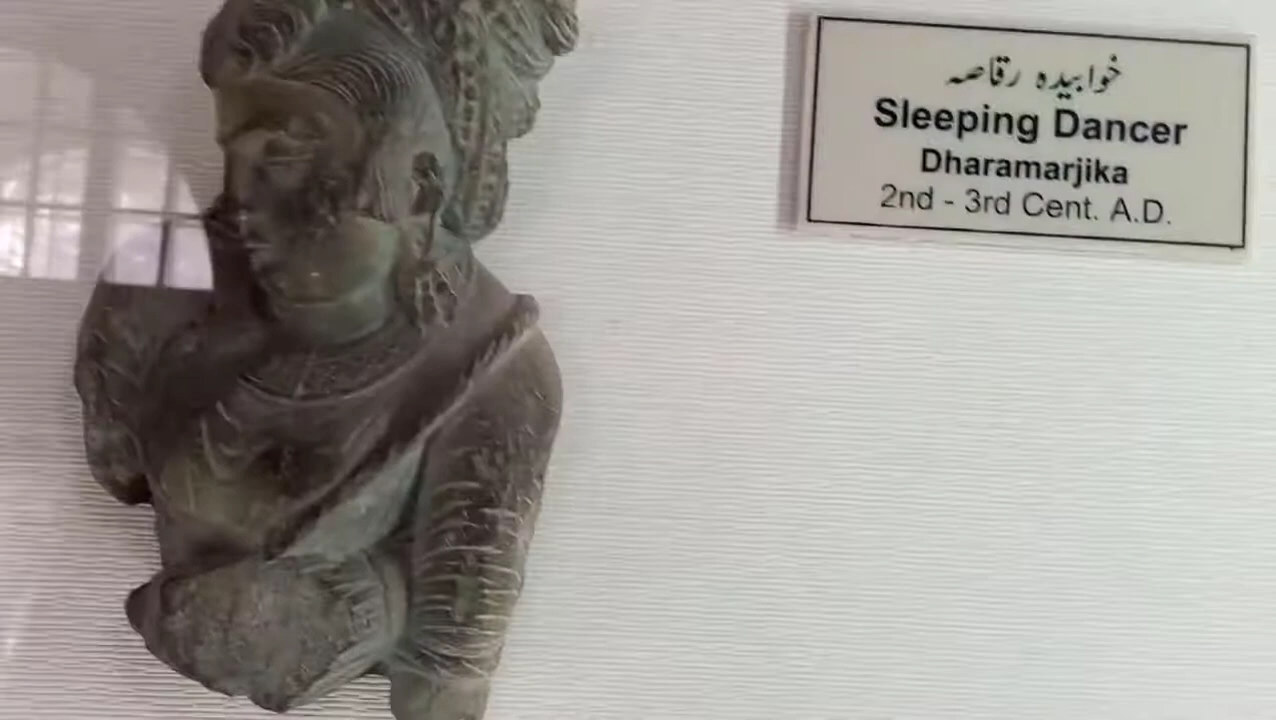 خوابیدہ رقاصہ
Sleeping Dancer
Dharamarjika
2nd - 3rd Cent. A.D.